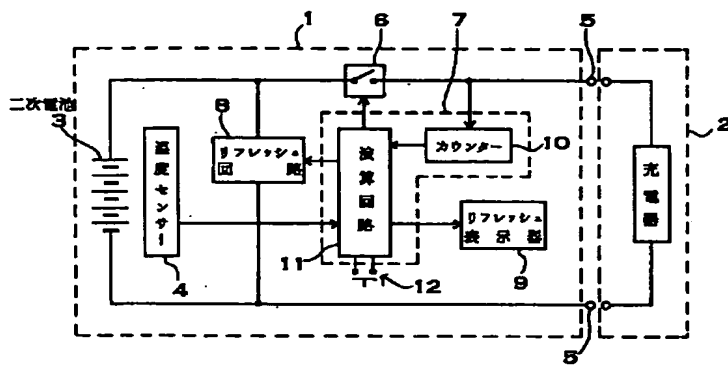 1
6
7
5
二次電池
3
8
2
リフレッシュ
回路
演算回路
カウンター
10
温度センサー
充電器
リフレッシュ
表示器
11
12
9
4
5